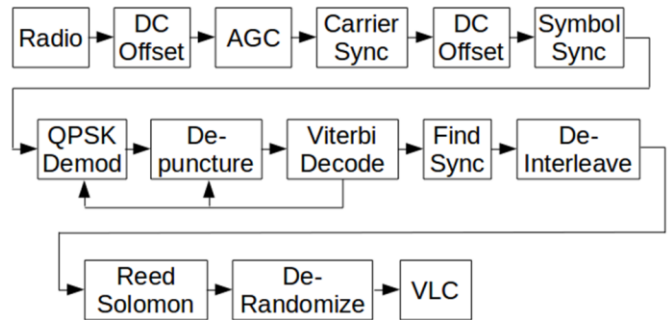 Radio
DC
Offset
AGC
Carrier
Sync
DC
Offset
Symbol
Sync
QPSK
Demod
De-
puncture
Viterbi
Decode
Find
Sync
De-
Interleave
Reed
Solomon
De-
Randomize
VLC